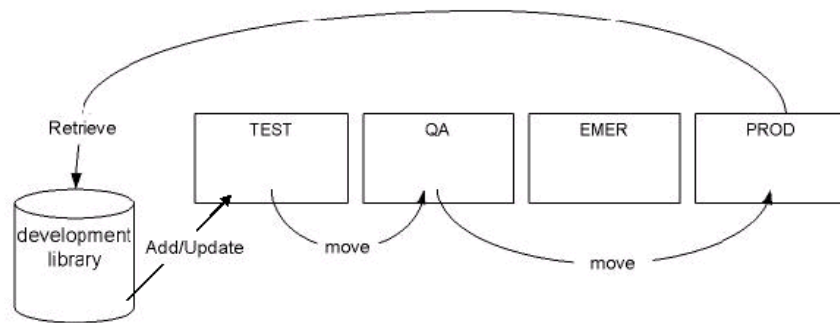 Retrieve
TEST
QA
EMER
PROD
development
library
Add/Update
move
move